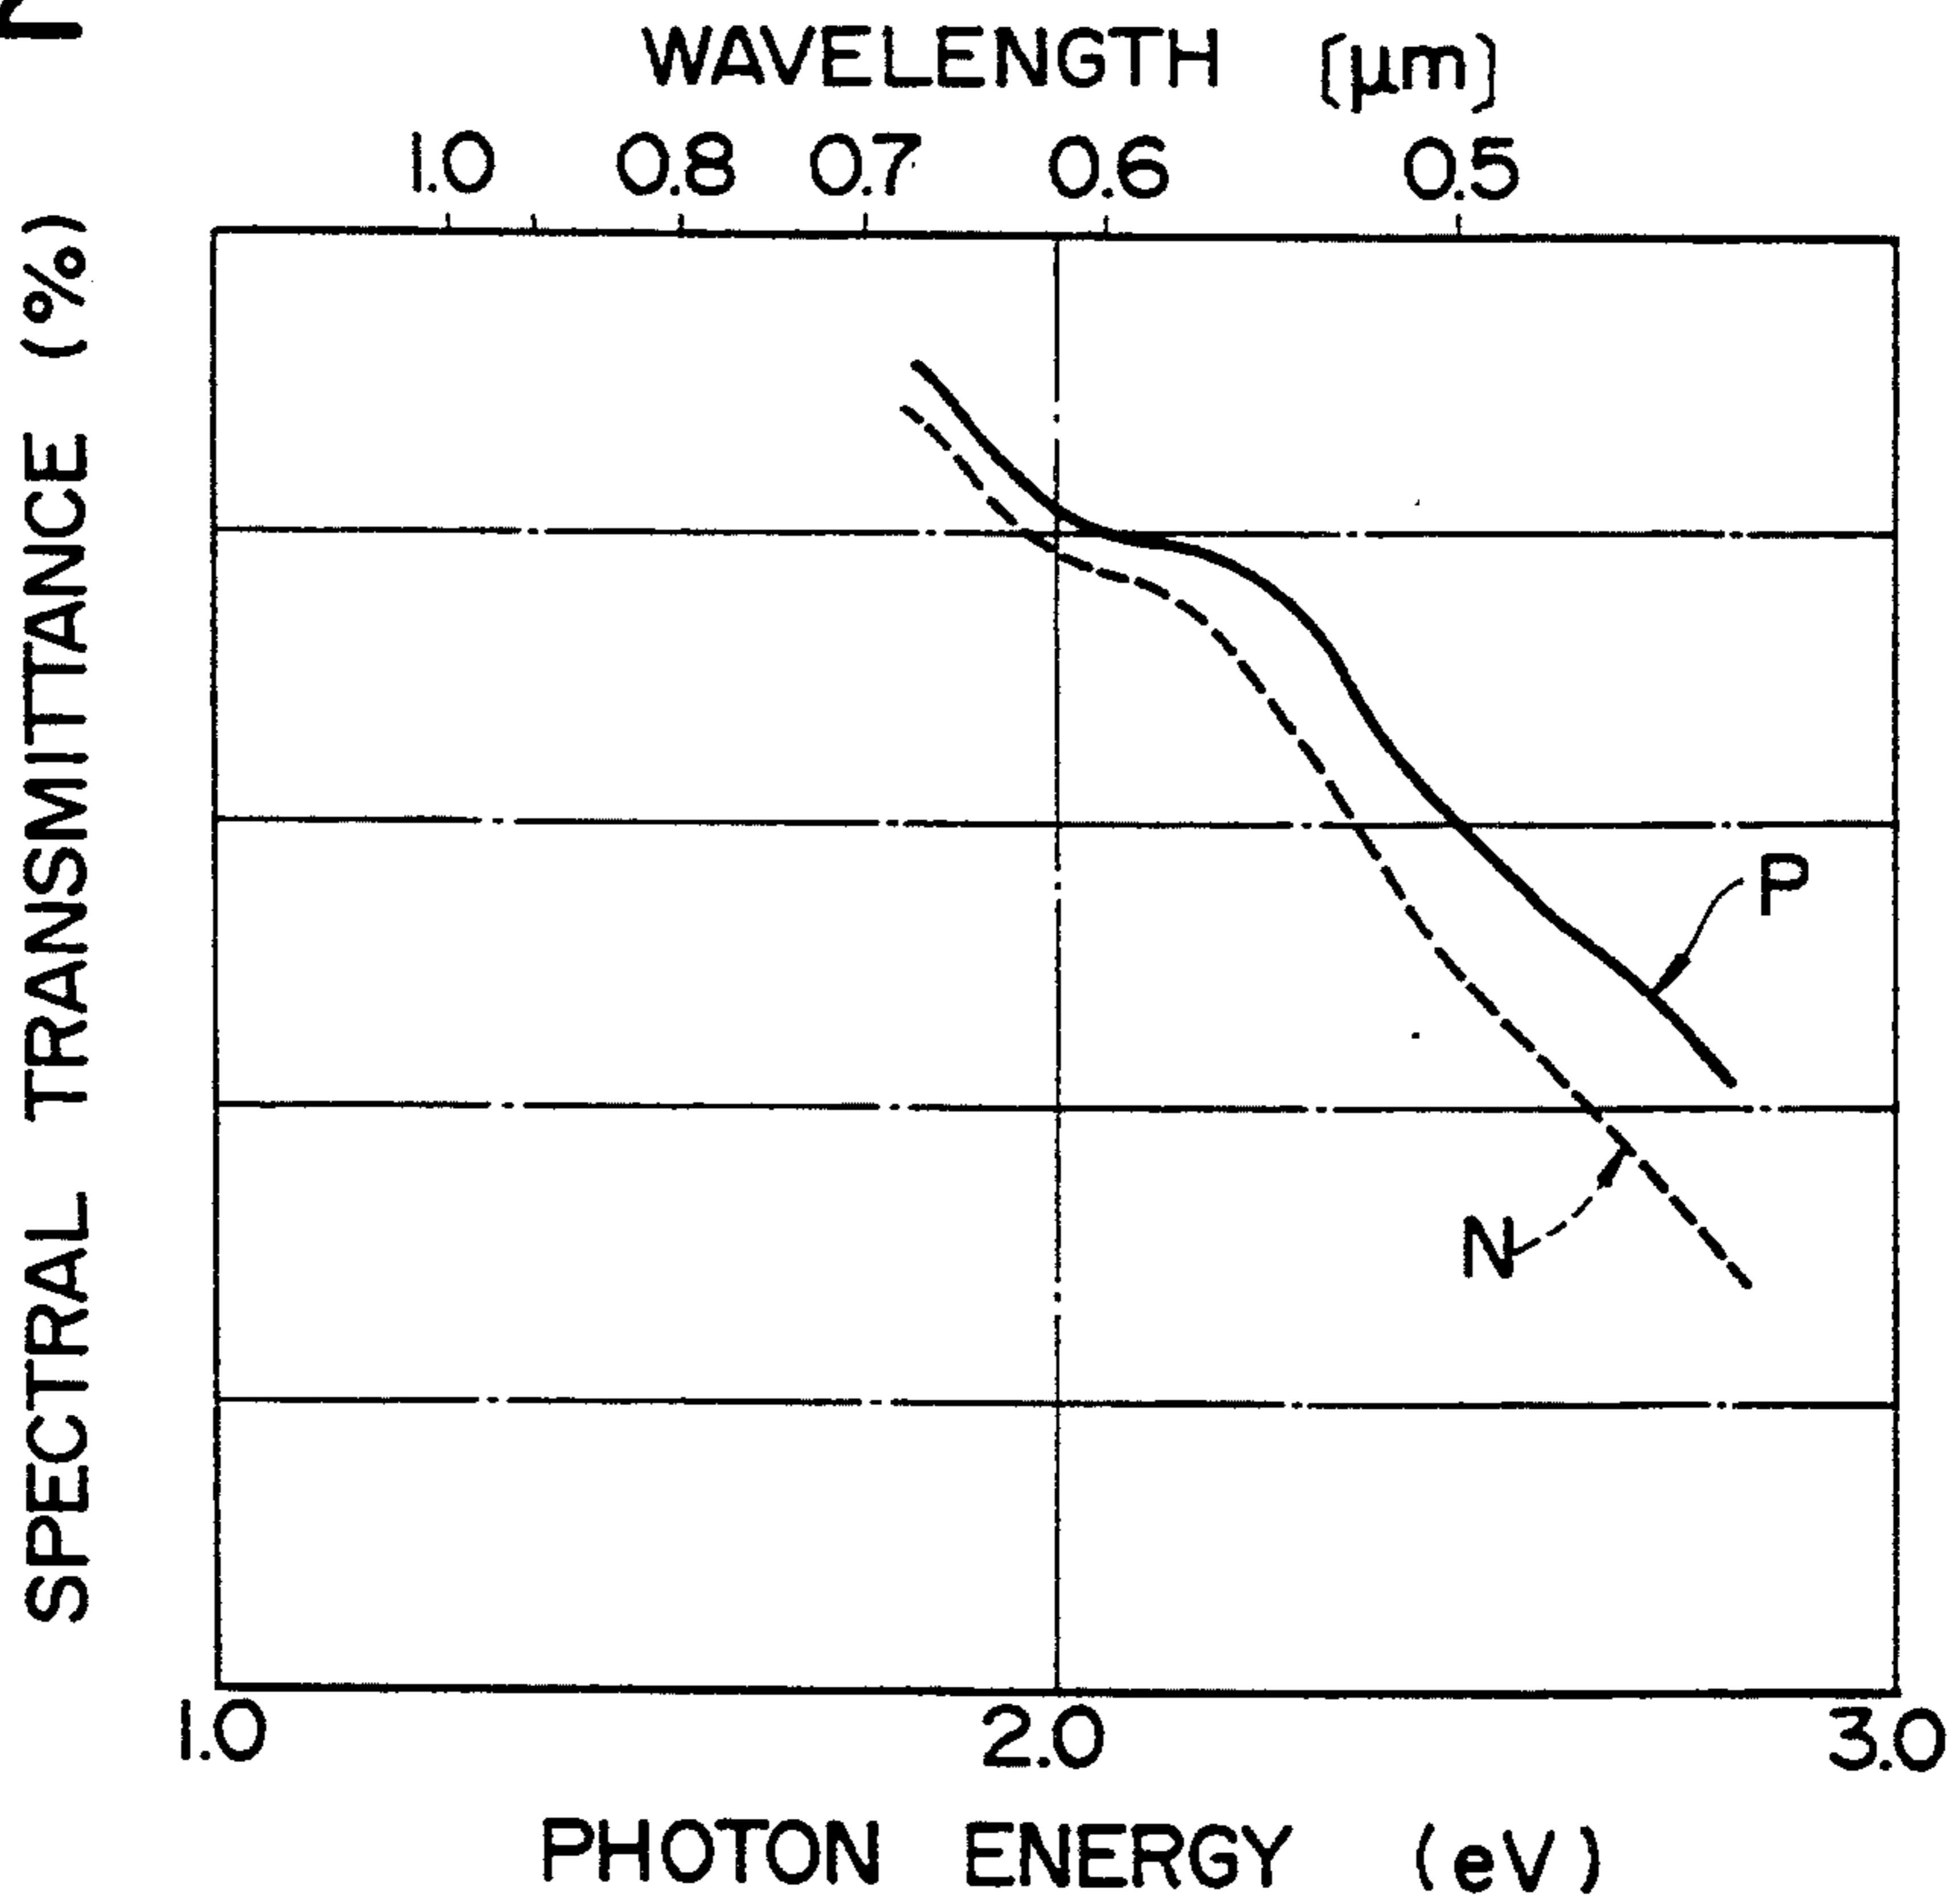 WAVELENGTH [μm]
1.0 0.8 0.7 0.6 0.5
SPECTRAL TRANSMITTANCE (%)
P
N
1.0 2.0 3.0
PHOTON ENERGY (eV)